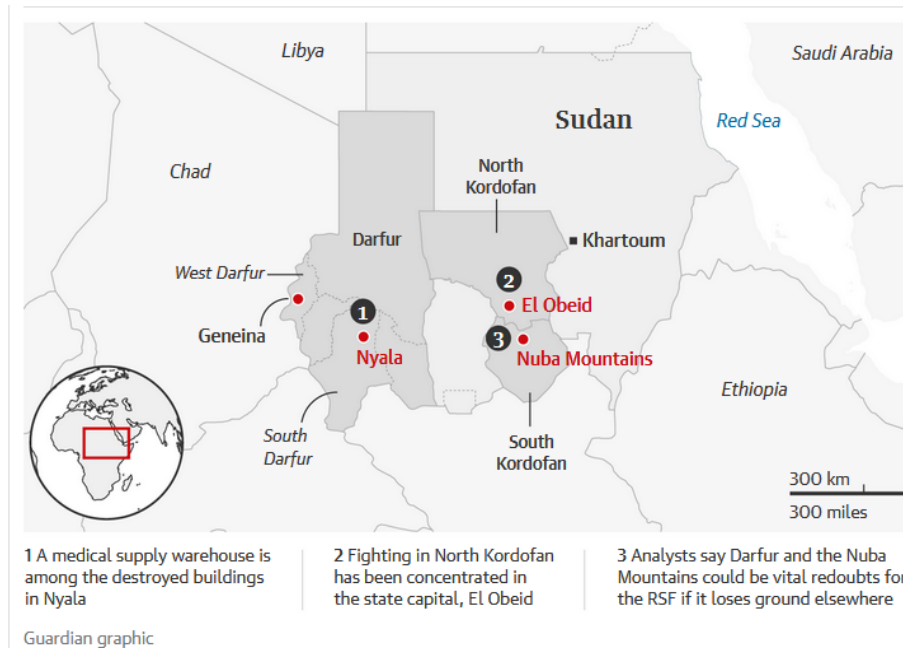 Libya
Saudi Arabia
Sudan
Red Sea
Chad
North
Kordofan
Darfur
Khartoum
West Darfur
2
El Obeid
1
Geneina
3
Nyala
Nuba Mountains
Ethiopia
South
Darfur
South
Kordofan
300 km
300 miles
1 A medical supply warehouse is
among the destroyed buildings
in Nyala
2 Fighting in North Kordofan
has been concentrated in
the state capital, El Obeid
3 Analysts say Darfur and the Nuba
Mountains could be vital redoubts for
the RSF if it loses ground elsewhere
Guardian graphic